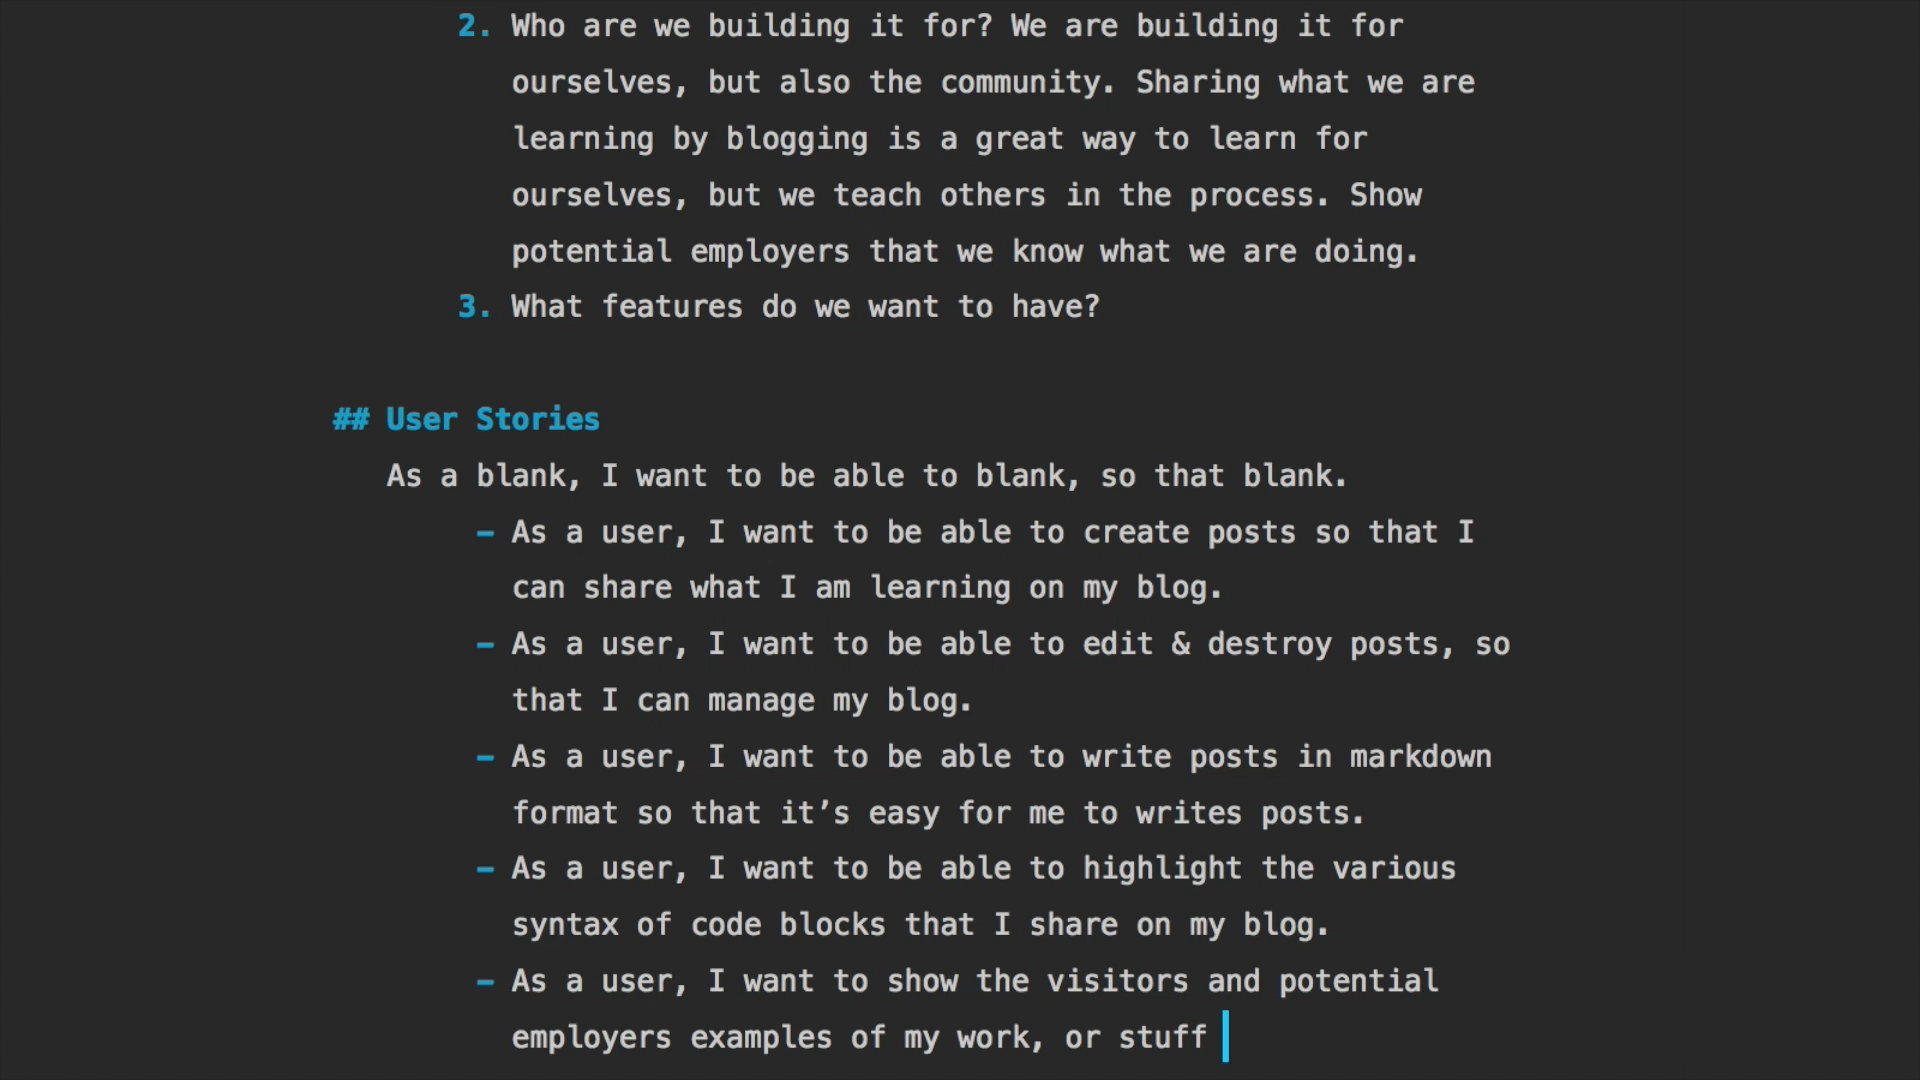 2. Who are we building it for? We are building it for
ourselves, but also the community. Sharing what we are
learning by blogging is a great way to learn for
ourselves, but we teach others in the process. Show
potential employers that we know what we are doing.
3. What features do we want to have?
## User Stories
As a blank, I want to be able to blank, so that blank.
– As a user, I want to be able to create posts so that I
can share what I am learning on my blog.
– As a user, I want to be able to edit & destroy posts, so
that I can manage my blog.
– As a user, I want to be able to write posts in markdown
format so that it’s easy for me to writes posts.
– As a user, I want to be able to highlight the various
syntax of code blocks that I share on my blog.
– As a user, I want to show the visitors and potential
employers examples of my work, or stuff